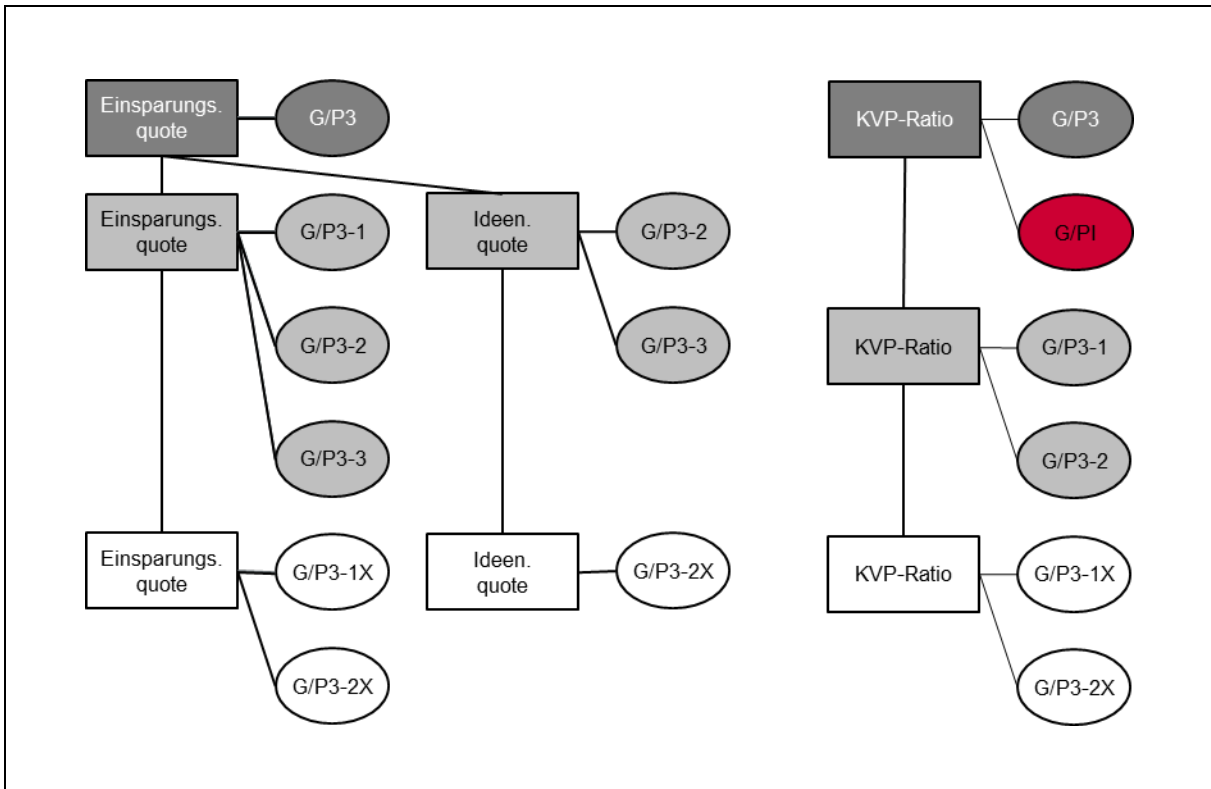 Einsparungs.
quote
G/P3
KVP-Ratio
G/P3
Einsparungs.
quote
G/P3-1
Ideen.
quote
G/P3-2
G/PI
G/P3-2
G/P3-3
KVP-Ratio
G/P3-1
G/P3-3
G/P3-2
Einsparungs.
quote
G/P3-1X
Ideen.
quote
G/P3-2X
KVP-Ratio
G/P3-1X
G/P3-2X
G/P3-2X